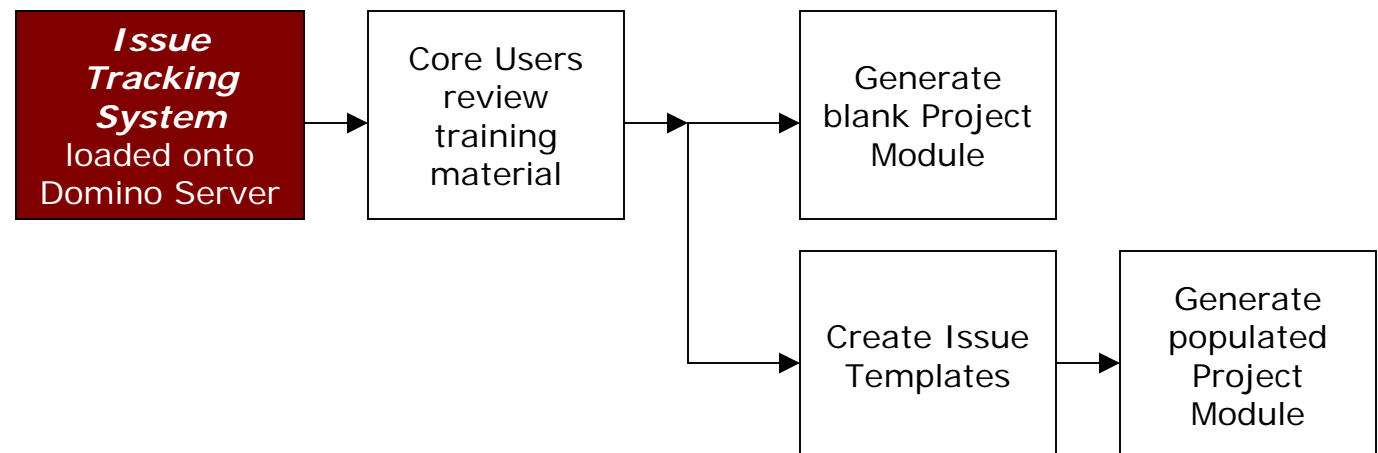 Issue
Tracking
System
loaded onto
Domino Server
Core Users
review
training
material
Generate
blank Project
Module
Create Issue
Templates
Generate
populated
Project
Module